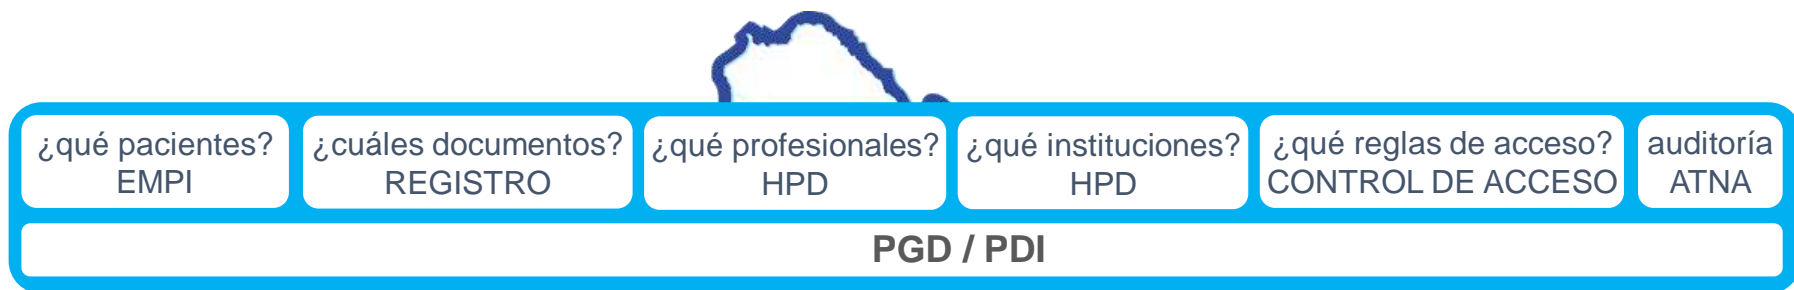 ¿qué pacientes?
EMPI
¿cuáles documentos?
REGISTRO
¿qué profesionales?
HPD
¿qué instituciones?
HPD
¿qué reglas de acceso?
CONTROL DE ACCESO
auditoría
ATNA
PGD / PDI